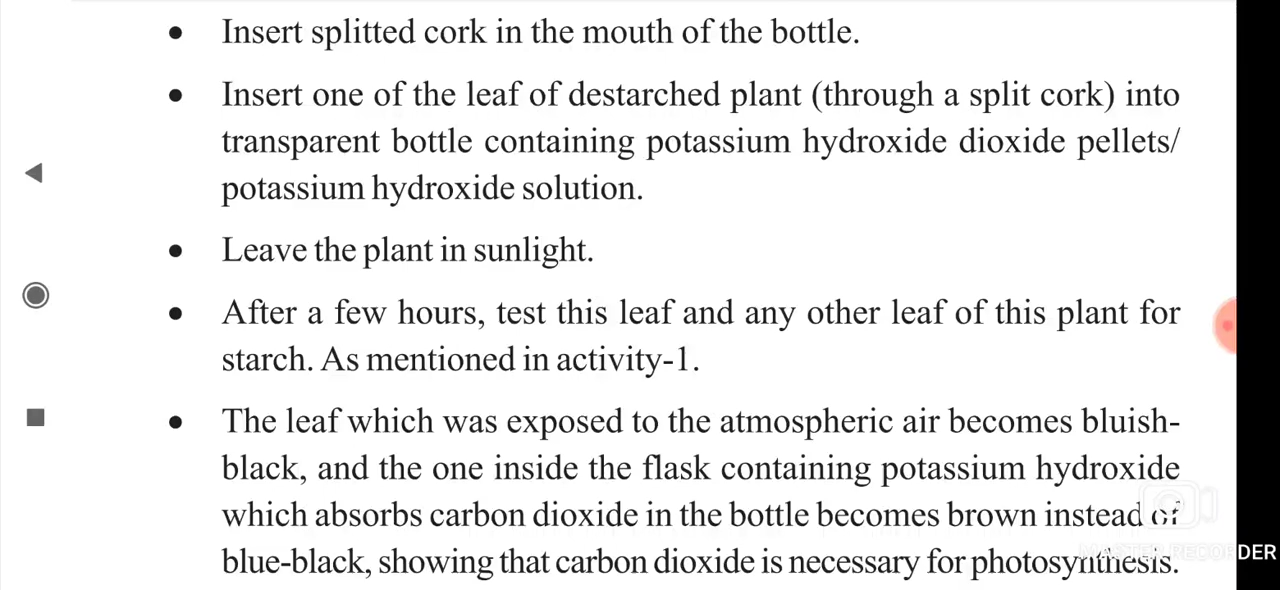 • Insert splitted cork in the mouth of the bottle.
• Insert one of the leaf of destarched plant (through a split cork) into
transparent bottle containing potassium hydroxide dioxide pellets/
potassium hydroxide solution.
• Leave the plant in sunlight.
• After a few hours, test this leaf and any other leaf of this plant for
starch. As mentioned in activity-1.
• The leaf which was exposed to the atmospheric air becomes bluish-
black, and the one inside the flask containing potassium hydroxide
which absorbs carbon dioxide in the bottle becomes brown instead of
blue-black, showing that carbon dioxide is necessary for photosynthesis.
MASTER RECORDER